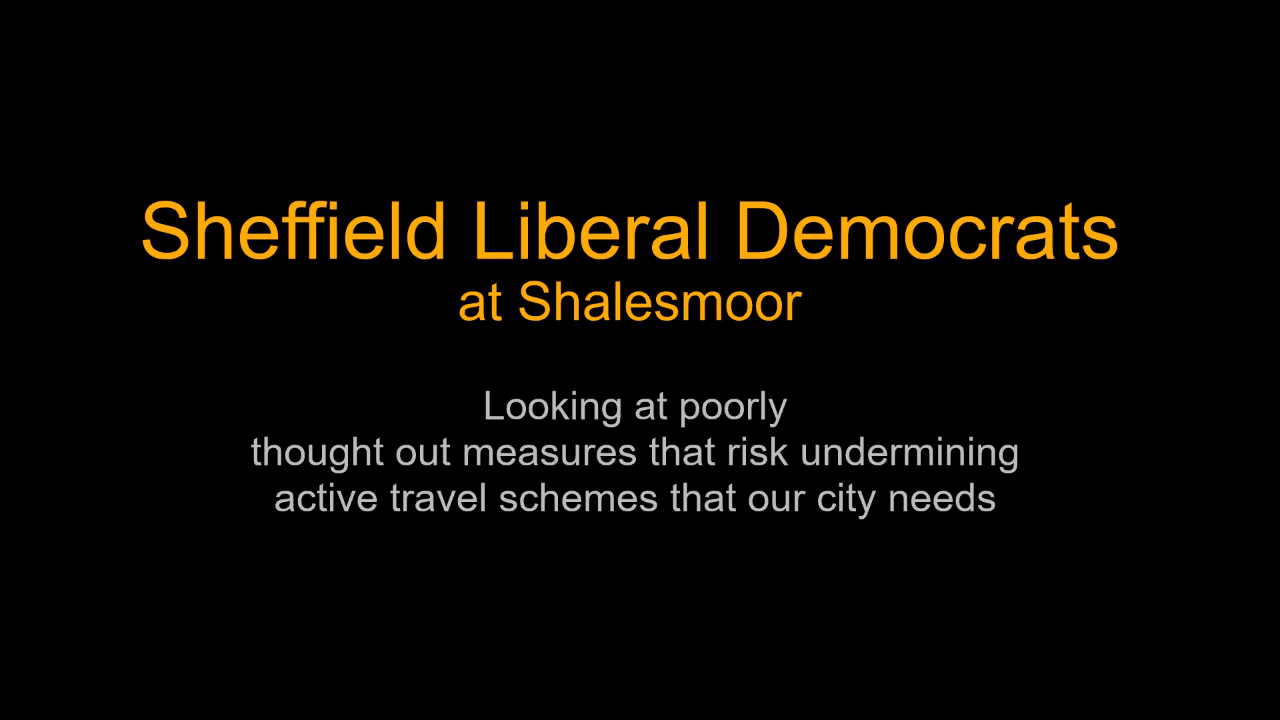 Sheffield Liberal Democrats
at Shalesmoor
Looking at poorly
thought out measures that risk undermining
active travel schemes that our city needs